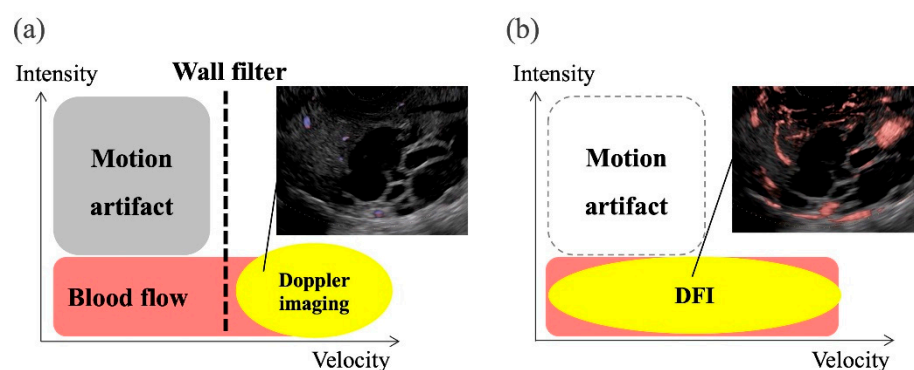 (a)
Intensity
Wall filter
Motion
artifact
Blood flow
Doppler
imaging
Velocity
(b)
Intensity
Motion
artifact
DFI
Velocity